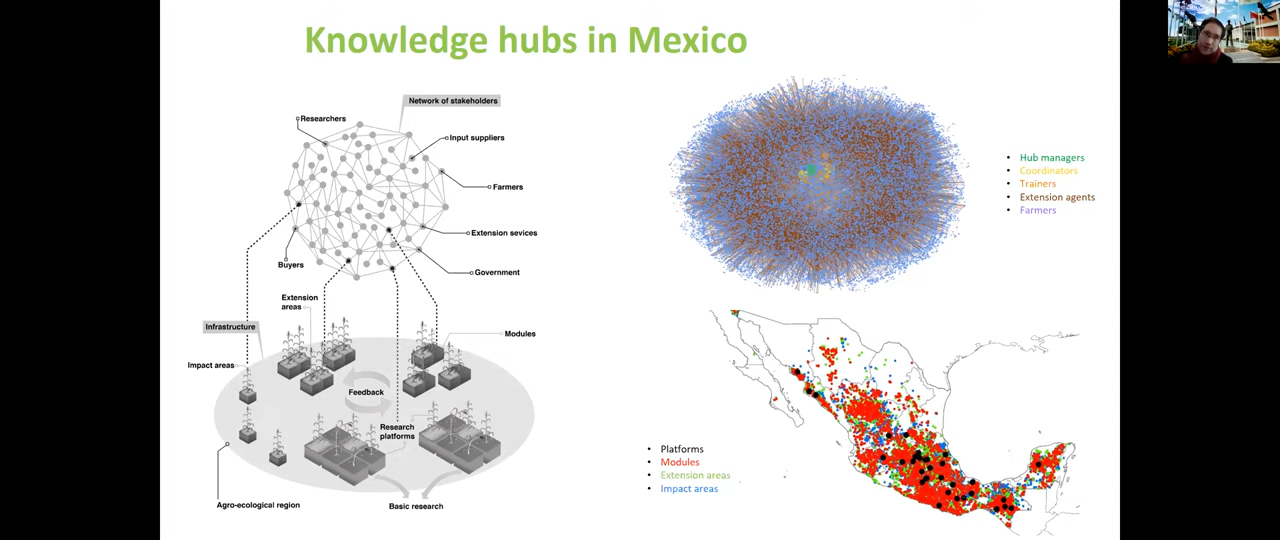 Knowledge hubs in Mexico
Network of stakeholders
Researchers
Input suppliers
Farmers
Extension sevices
Government
Buyers
Extension
areas
Infrastructure
Modules
Impact areas
Feedback
Research
platforms
Agro-ecological region
Basic research
• Hub managers
• Coordinators
• Trainers
• Extension agents
• Farmers
• Platforms
• Modules
• Extension areas
• Impact areas